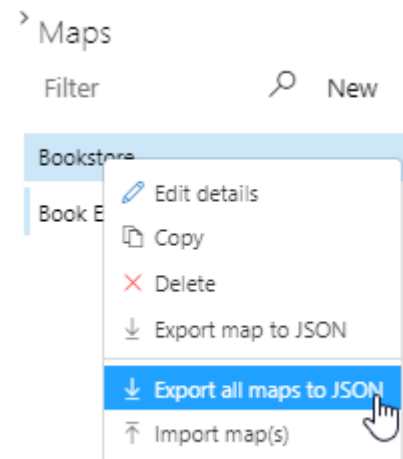 Maps
Filter
New
Bookstore
Book E
Edit details
Copy
Delete
Export map to JSON
Export all maps to JSON
Import map(s)